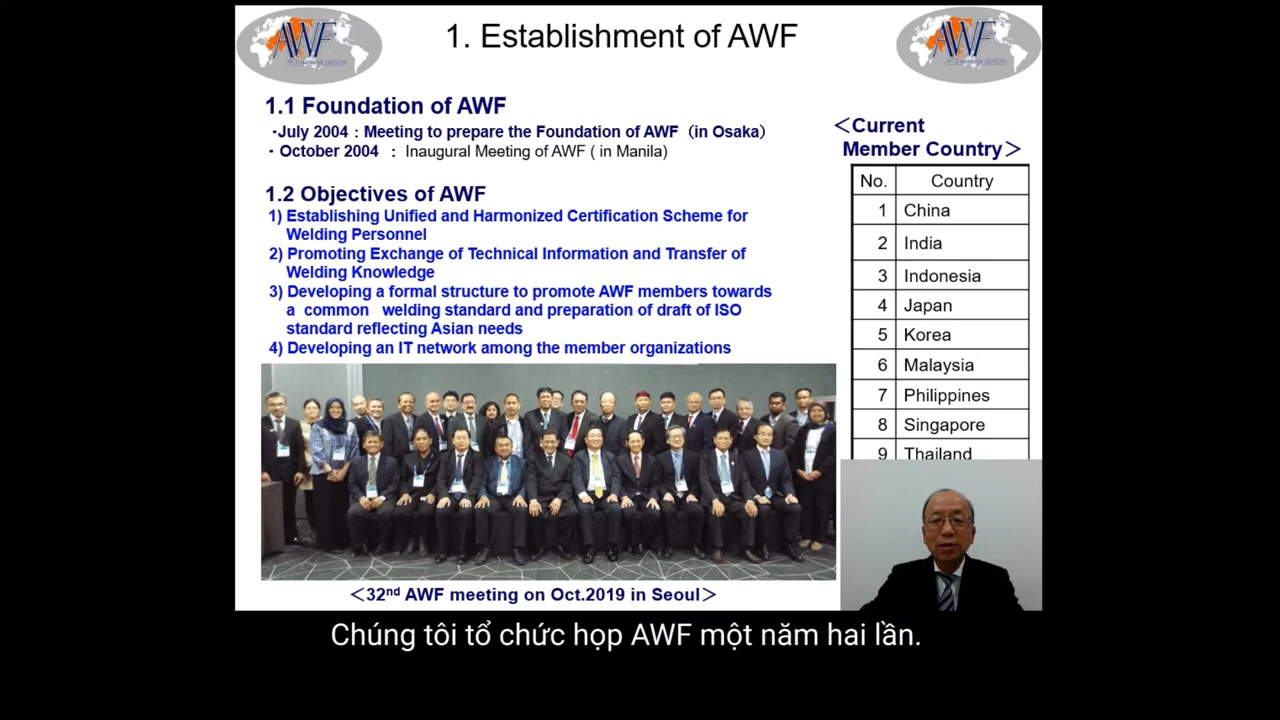 AWF
1. Establishment of AWF
AWF
1.1 Foundation of AWF
・July 2004 : Meeting to prepare the Foundation of AWF (in Osaka)
・ October 2004 : Inaugural Meeting of AWF ( in Manila)
1.2 Objectives of AWF
1) Establishing Unified and Harmonized Certification Scheme for
Welding Personnel
2) Promoting Exchange of Technical Information and Transfer of
Welding Knowledge
3) Developing a formal structure to promote AWF members towards
a common welding standard and preparation of draft of ISO
standard reflecting Asian needs
4) Developing an IT network among the member organizations
<32nd AWF meeting on Oct.2019 in Seoul>
<Current
Member Country>
No. Country
1 China
2 India
3 Indonesia
4 Japan
5 Korea
6 Malaysia
7 Philippines
8 Singapore
9 Thailand
Chúng tôi tổ chức họp AWF một năm hai lần.